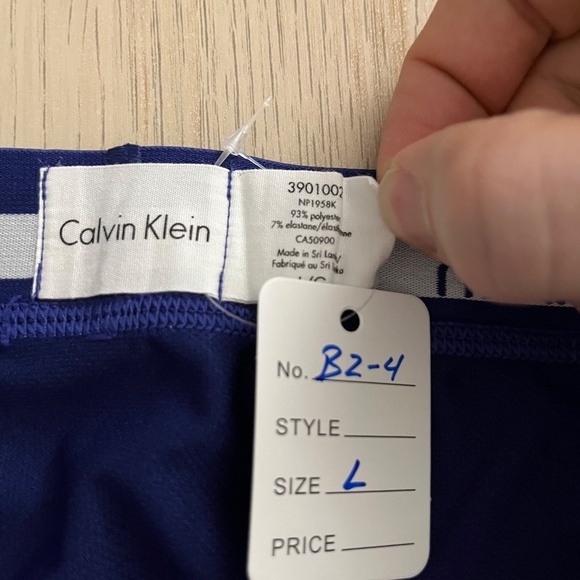 Calvin Klein
3901002
NP1958K
93% polyester
7% elastane/élasthanne
CA50900
Made in Sri Lanka/
Fabriqué au Sri Lanka
L/G
No. B2-4
STYLE
SIZE L
PRICE